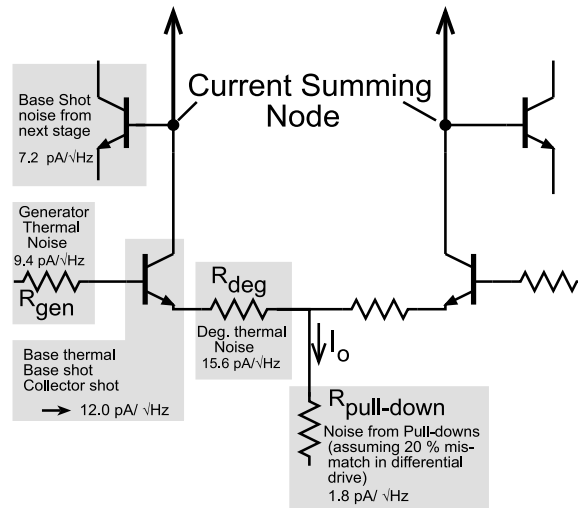 Current Summing
Node
Base Shot
noise from
next stage
7.2 pA/√Hz
Generator
Thermal
Noise
9.4 pA/√Hz
Rgen
Rdeg
Deg. thermal
Noise
15.6 pA/√Hz
Io
Base thermal
Base shot
Collector shot
→ 12.0 pA/ √Hz
Rpull-down
Noise from Pull-downs
(assuming 20 % mis-
match in differential
drive)
1.8 pA/ √Hz